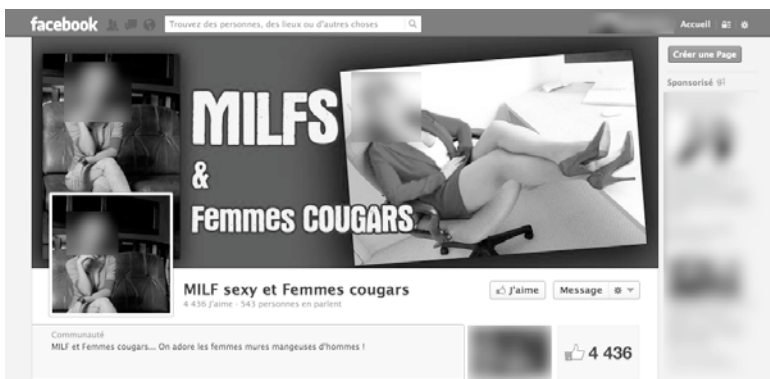 facebook
Trouvez des personnes, des lieux ou d'autres choses
Accueil
Créer une Page
Sponsorisé
MILFS
&
Femmes COUGARS
MILF sexy et Femmes cougars
4 436 J'aime · 543 personnes en parlent
J'aime
Message
Communauté
MILF et Femmes cougars... On adore les femmes mures mangeuses d'hommes !
4 436